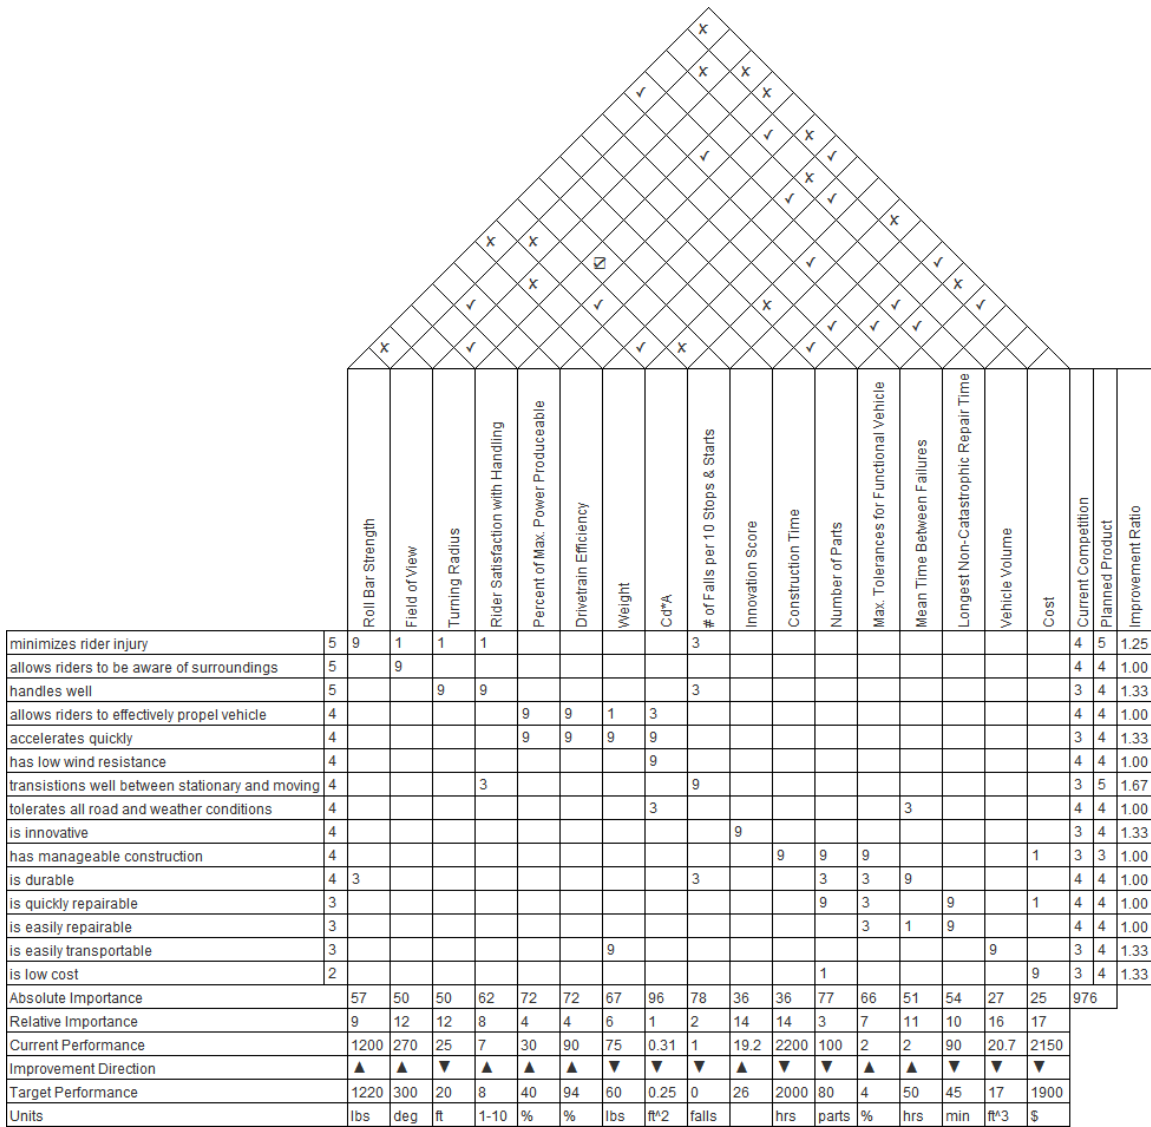 Roll Bar Strength
Field of View
Turning Radius
Rider Satisfaction with Handling
Percent of Max. Power Produceable
Drivetrain Efficiency
Weight
Cd*A
# of Falls per 10 Stops & Starts
Innovation Score
Construction Time
Number of Parts
Max. Tolerances for Functional Vehicle
Mean Time Between Failures
Longest Non-Catastrophic Repair Time
Vehicle Volume
Cost
Current Competition
Planned Product
Improvement Ratio
minimizes rider injury 5 9 1 1 1 3 4 5 1.25
allows riders to be aware of surroundings 5 9 4 4 1.00
handles well 5 9 9 3 3 4 1.33
allows riders to effectively propel vehicle 4 9 9 1 3 4 4 1.00
accelerates quickly 4 9 9 9 9 3 4 1.33
has low wind resistance 4 9 4 4 1.00
transistions well between stationary and moving 4 3 9 3 5 1.67
tolerates all road and weather conditions 4 3 3 4 4 1.00
is innovative 4 9 3 4 1.33
has manageable construction 4 9 9 9 1 3 3 1.00
is durable 4 3 3 3 3 9 4 4 1.00
is quickly repairable 3 9 3 9 1 4 4 1.00
is easily repairable 3 3 1 9 4 4 1.00
is easily transportable 3 9 9 3 4 1.33
is low cost 2 1 9 3 4 1.33
Absolute Importance 57 50 50 62 72 72 67 96 78 36 36 77 66 51 54 27 25 976
Relative Importance 9 12 12 8 4 4 6 1 2 14 14 3 7 11 10 16 17
Current Performance 1200 270 25 7 30 90 75 0.31 1 19.2 2200 100 2 2 90 20.7 2150
Improvement Direction ▲ ▲ ▼ ▲ ▲ ▲ ▼ ▼ ▼ ▲ ▼ ▼ ▲ ▲ ▼ ▼ ▼
Target Performance 1220 300 20 8 40 94 60 0.25 0 26 2000 80 4 50 45 17 1900
Units lbs deg ft 1-10 % % lbs ft^2 falls hrs parts % hrs min ft^3 $